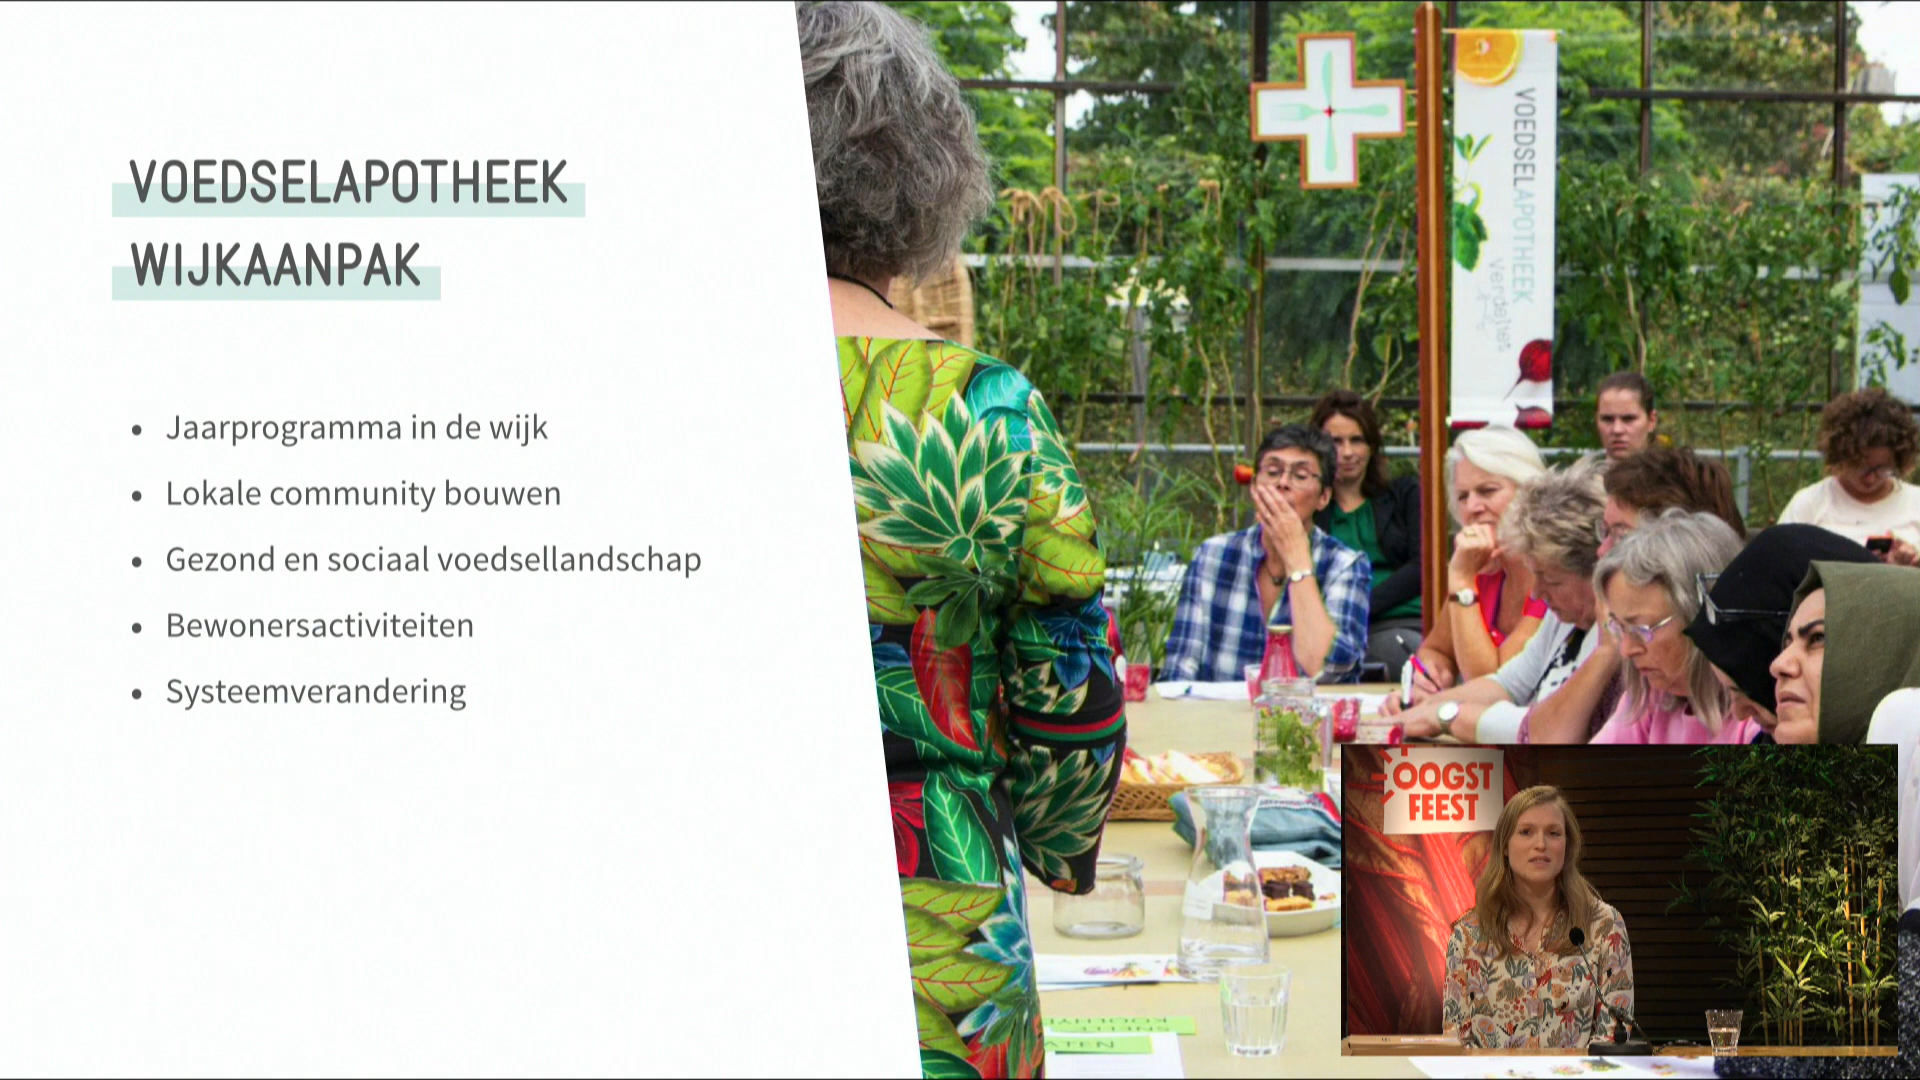 VOEDSELAPOTHEEK
WIJKAANPAK
• Jaarprogramma in de wijk
• Lokale community bouwen
• Gezond en sociaal voedsellandschap
• Bewonersactiviteiten
• Systeemverandering
VOEDSELAPOTHEEK
OOGST
FEEST